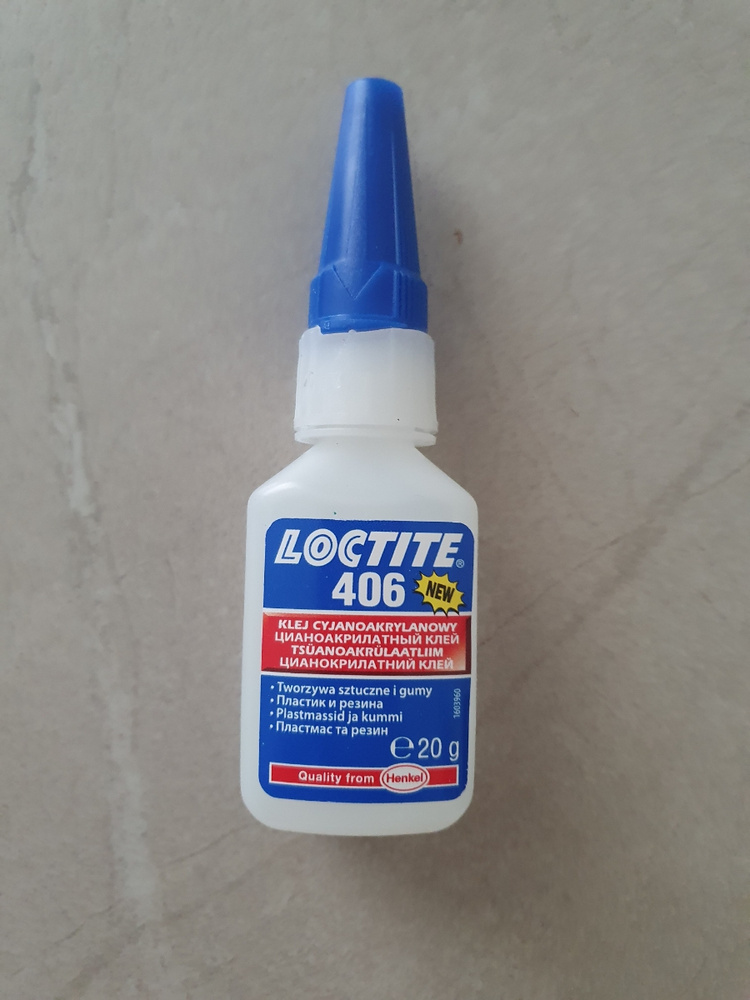 LOCTITE®
406 NEW
KLEJ CYJANOAKRYLANOWY
ЦИАНОАКРИЛАТНЫЙ КЛЕЙ
TSÜANOAKRÜLAATLIIM
ЦИАНОКРИЛАТНИЙ КЛЕЙ
• Tworzywa sztuczne i gumy
• Пластик и резина
• Plastmassid ja kummi
• Пластмас та резин
1603960
℮ 20 g
Quality from Henkel